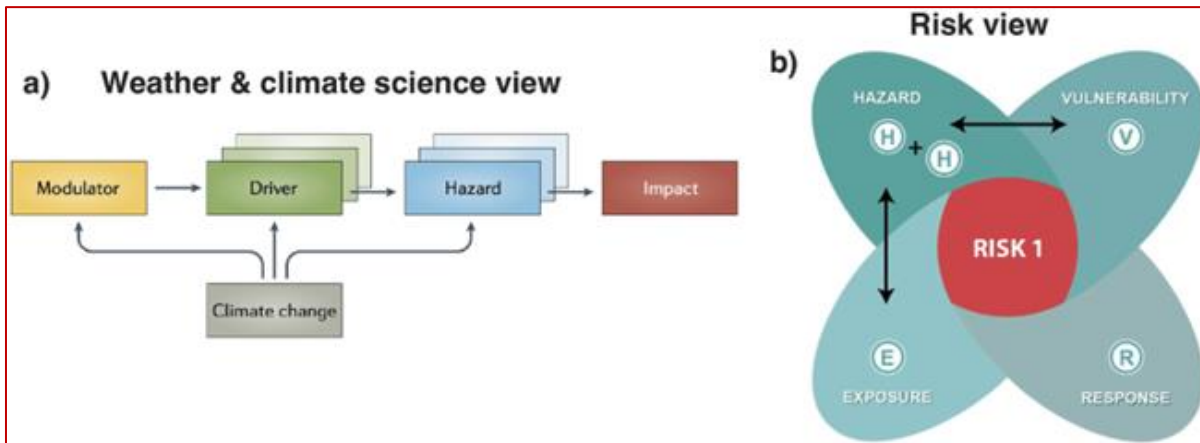 a) Weather & climate science view
Modulator
Driver
Hazard
Impact
Climate change
Risk view
b)
HAZARD
VULNERABILITY
H + H
V
RISK 1
E
R
EXPOSURE
RESPONSE